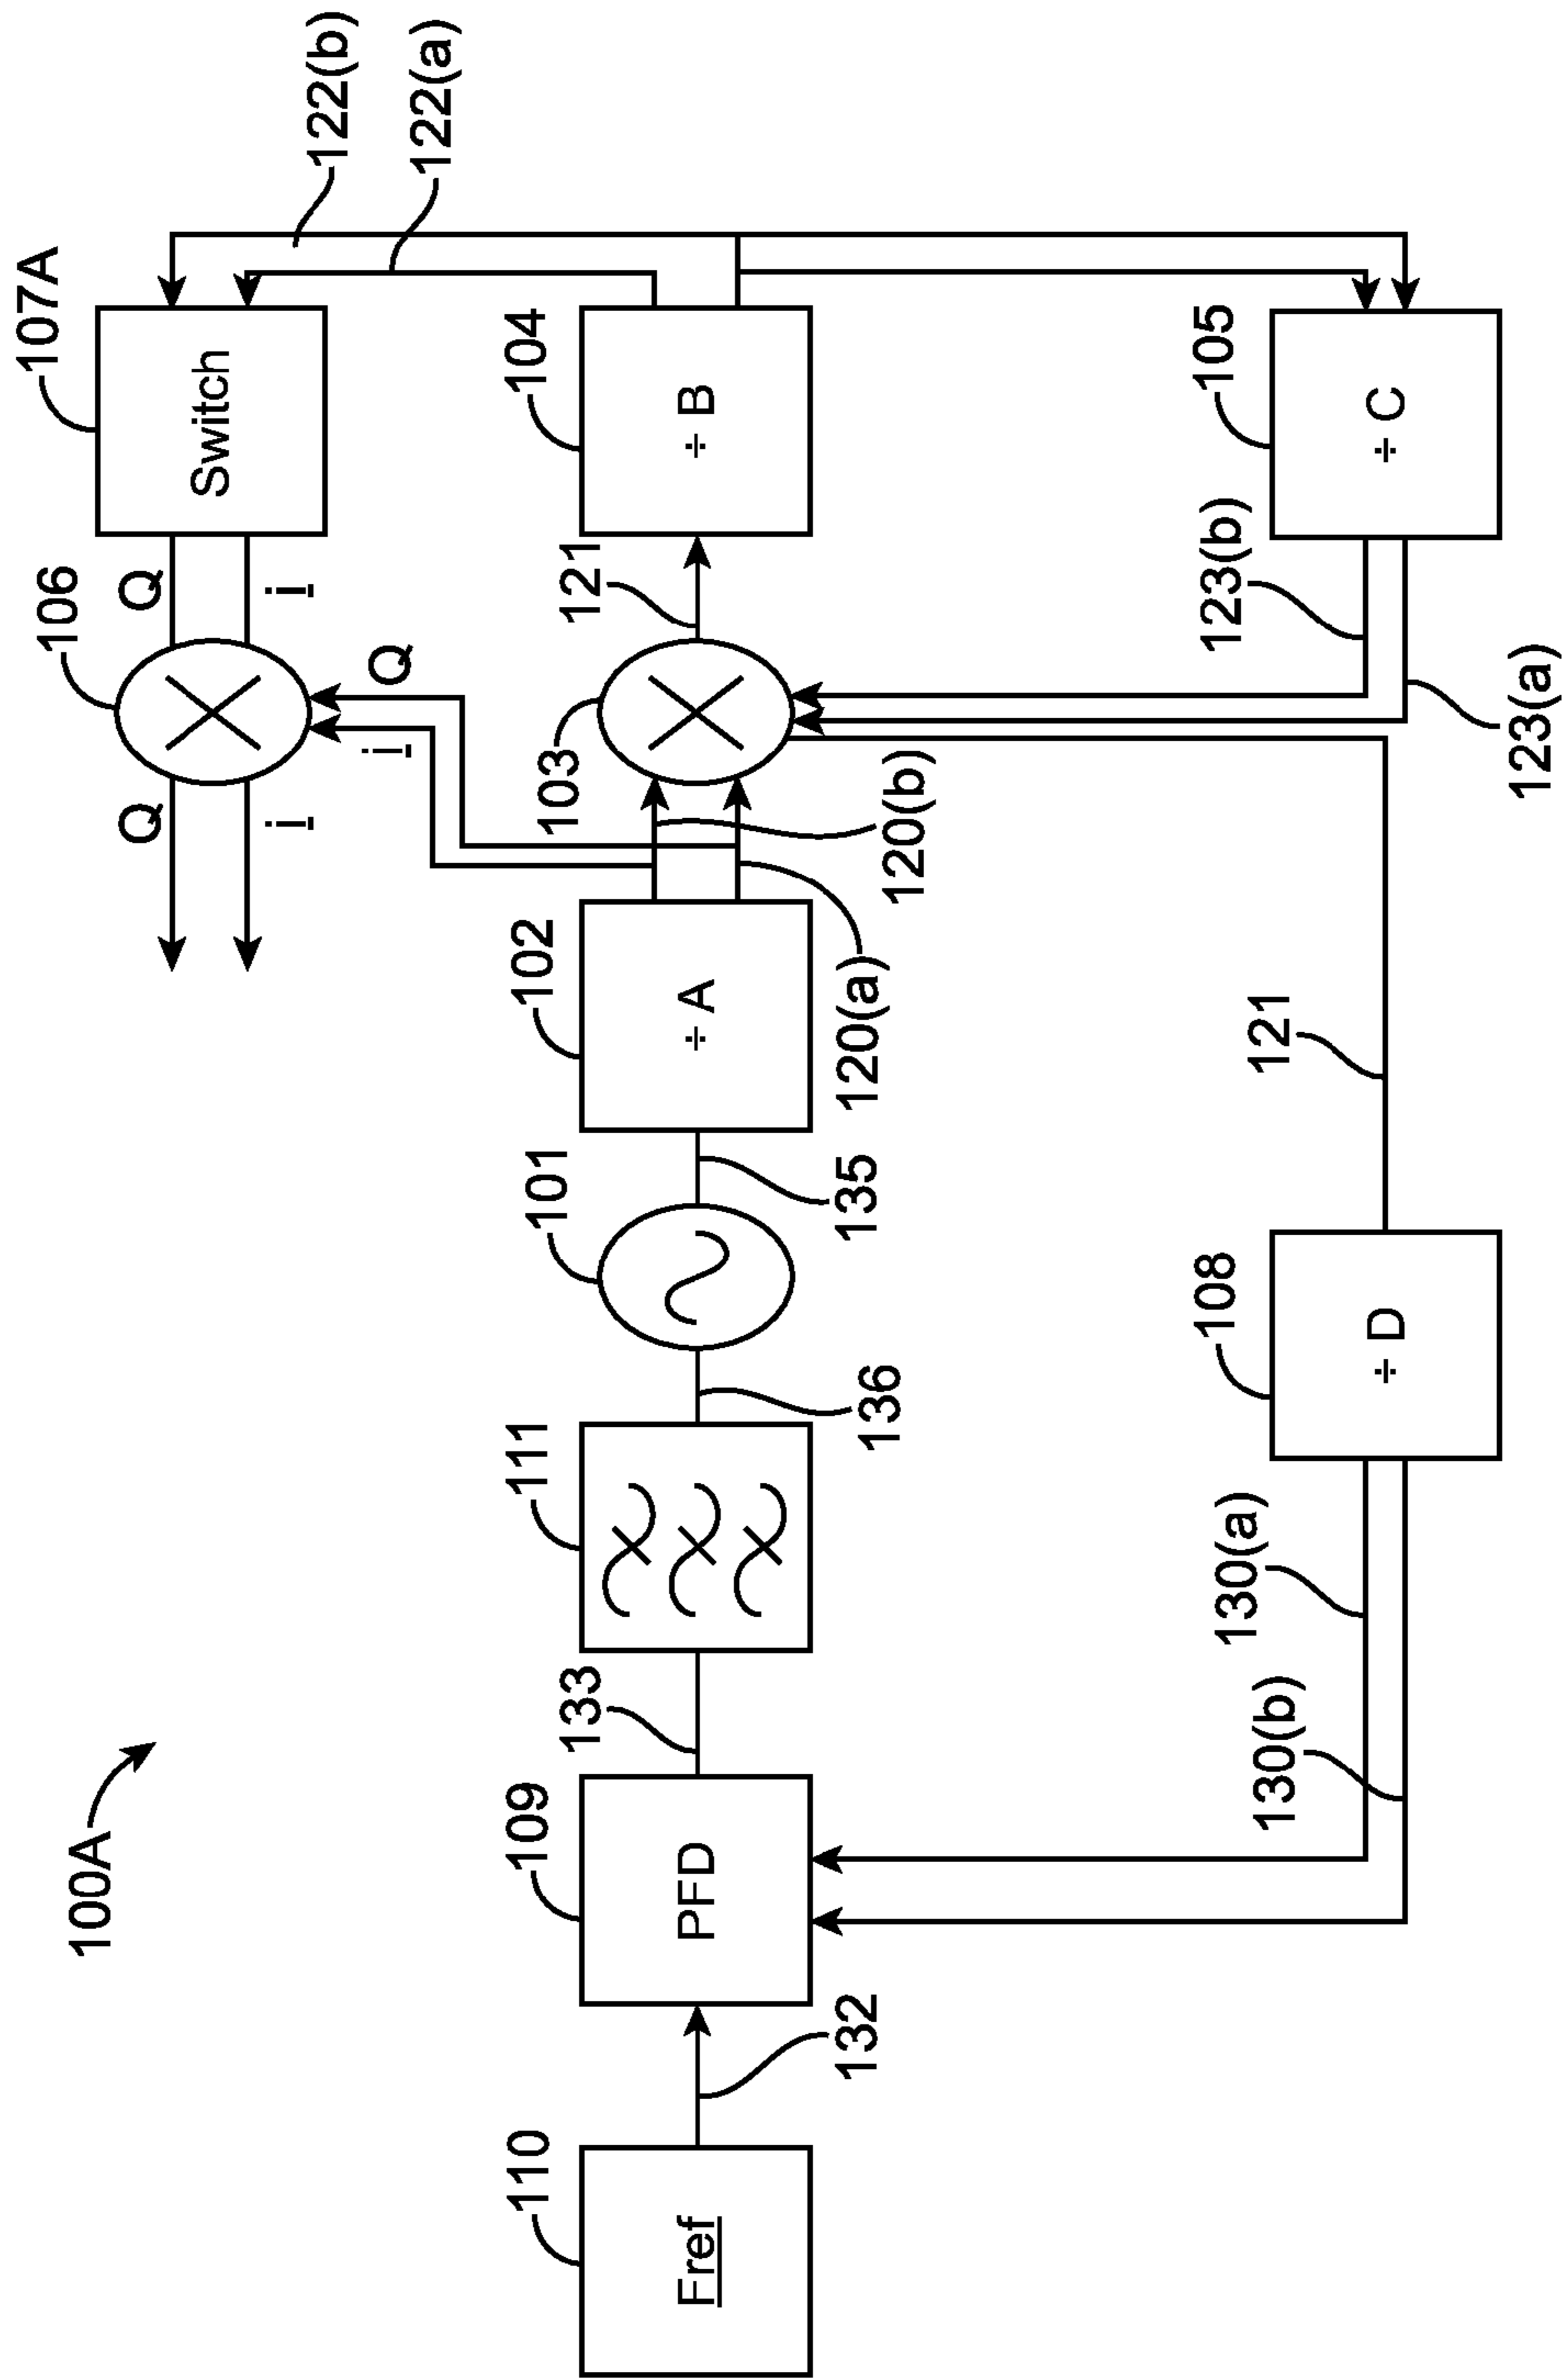 100A
110
Fref
132
109
PFD
133
111
136
101
135
102
÷ A
120(a)
120(b)
103
121
104
÷ B
106
Q
i
Q
i
Q
i
107A
Switch
122(b)
122(a)
105
÷ C
123(b)
123(a)
121
108
÷ D
130(a)
130(b)